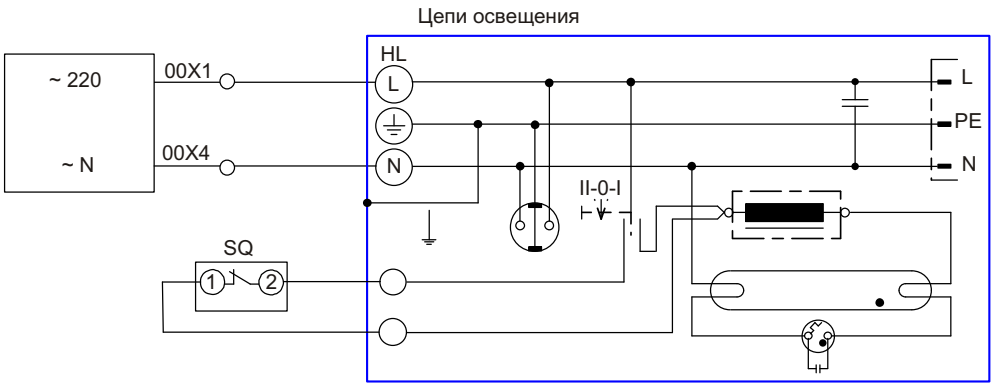 Цепи освещения
HL
~ 220
00X1
L
L
PE
~ N
00X4
N
N
II-0-I
SQ
1
2